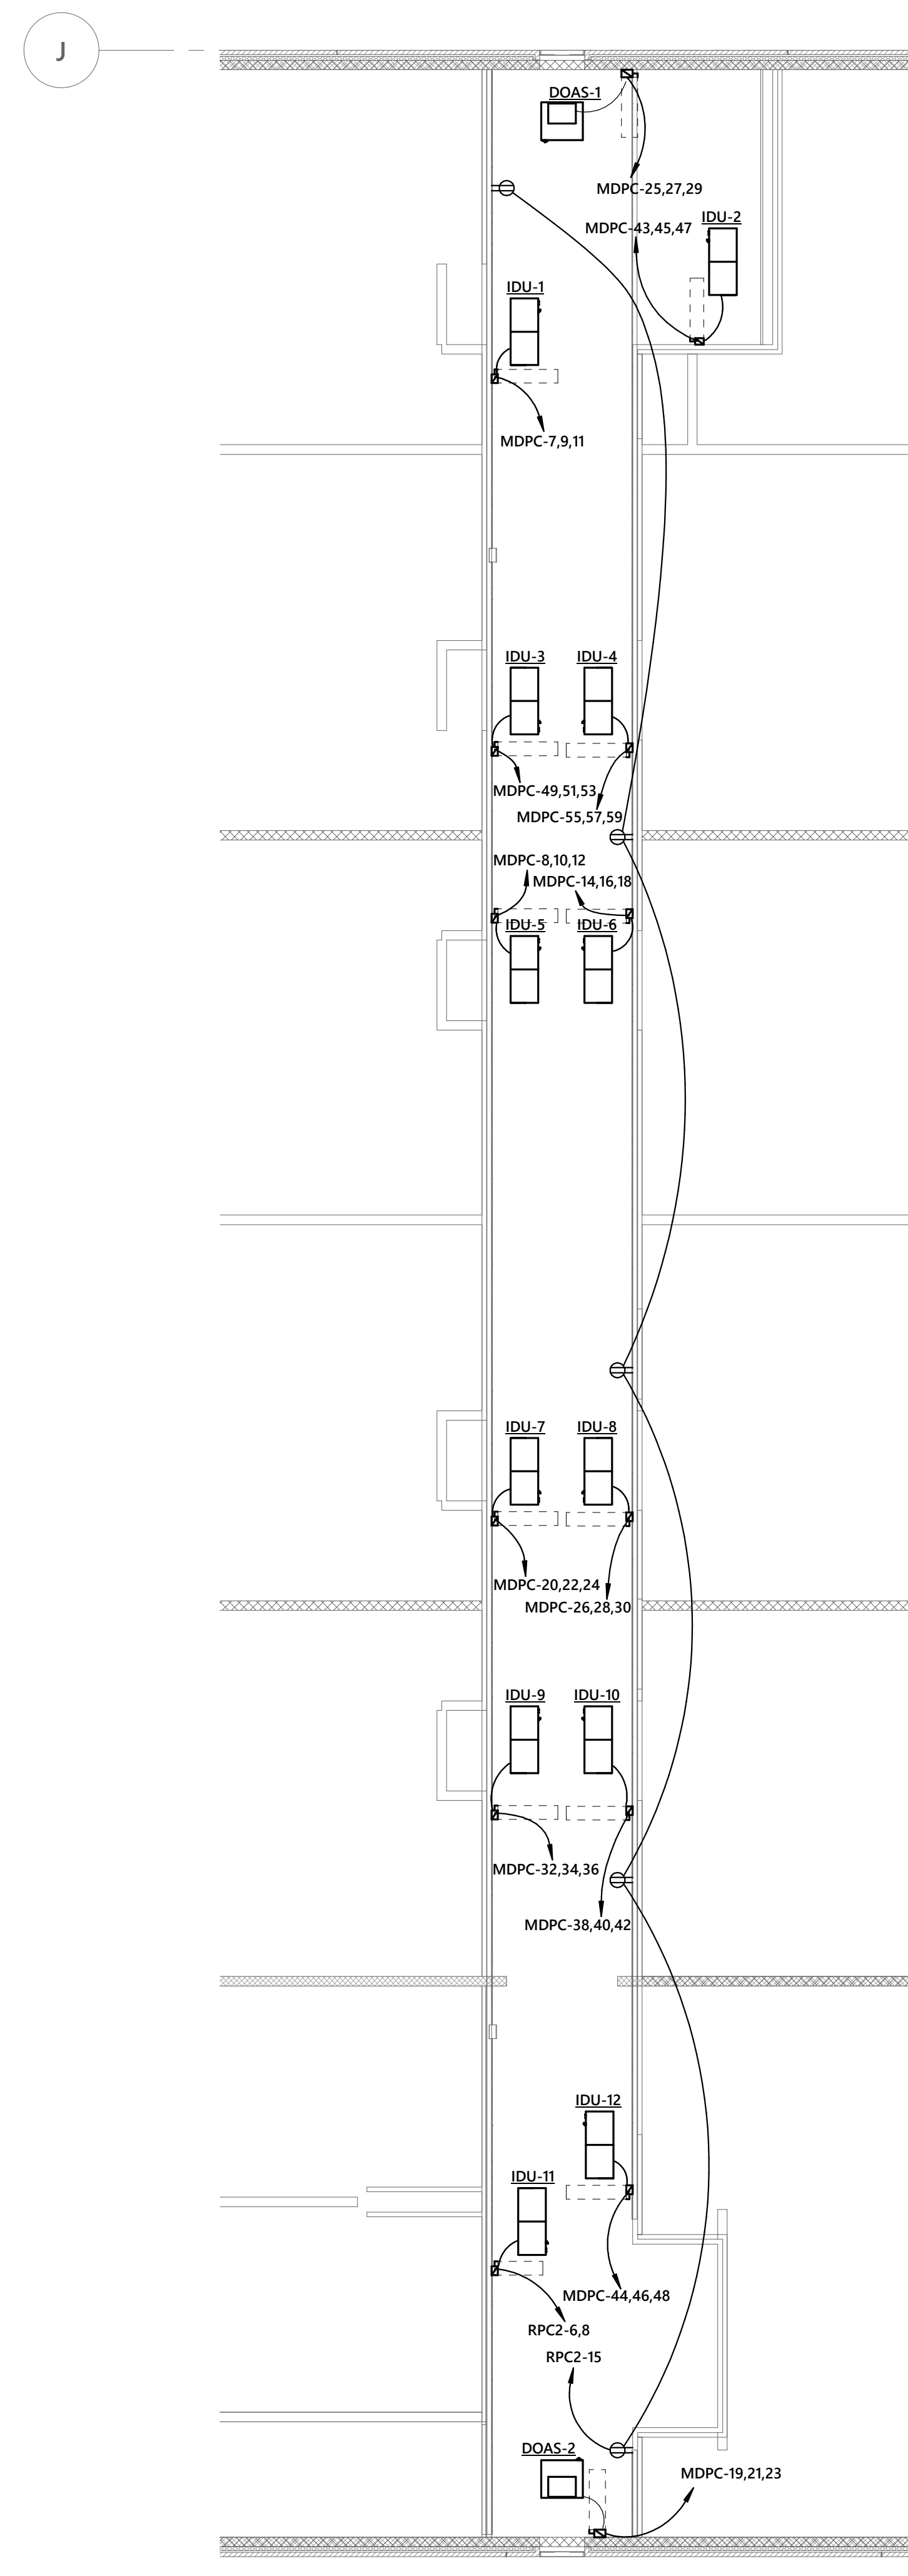 J
DOAS-1
MDPC-25,27,29
IDU-2
MDPC-43,45,47
IDU-1
MDPC-7,9,11
IDU-3
IDU-4
MDPC-49,51,53
MDPC-55,57,59
MDPC-8,10,12
MDPC-14,16,18
IDU-5
IDU-6
IDU-7
IDU-8
MDPC-20,22,24
MDPC-26,28,30
IDU-9
IDU-10
MDPC-32,34,36
MDPC-38,40,42
IDU-12
IDU-11
MDPC-44,46,48
RPC2-6,8
RPC2-15
DOAS-2
MDPC-19,21,23